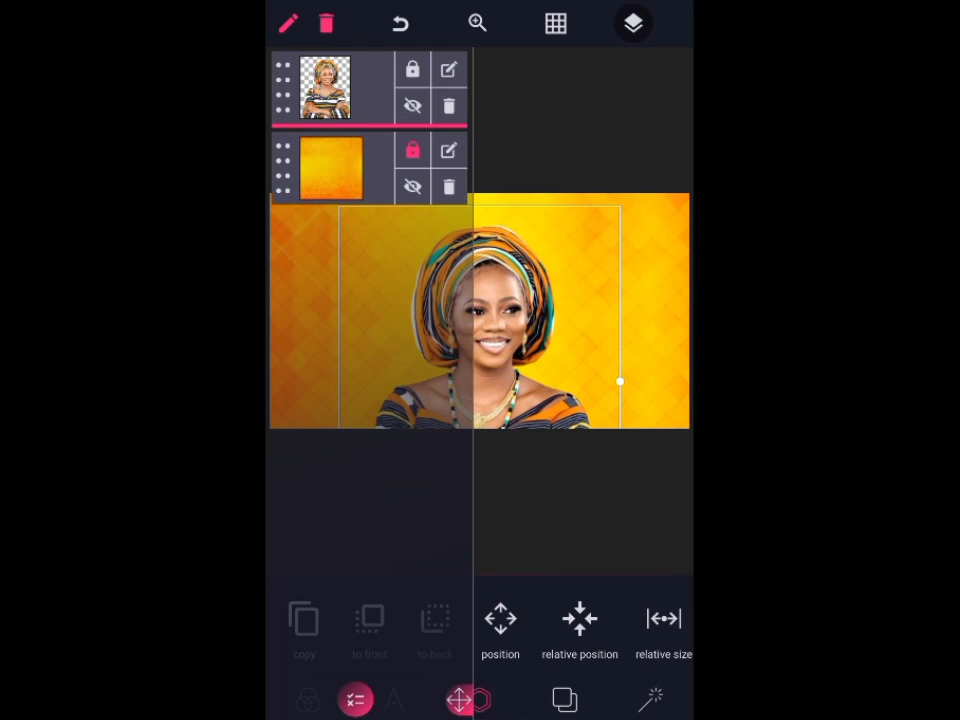 copy
to front
to back
position
relative position
relative size